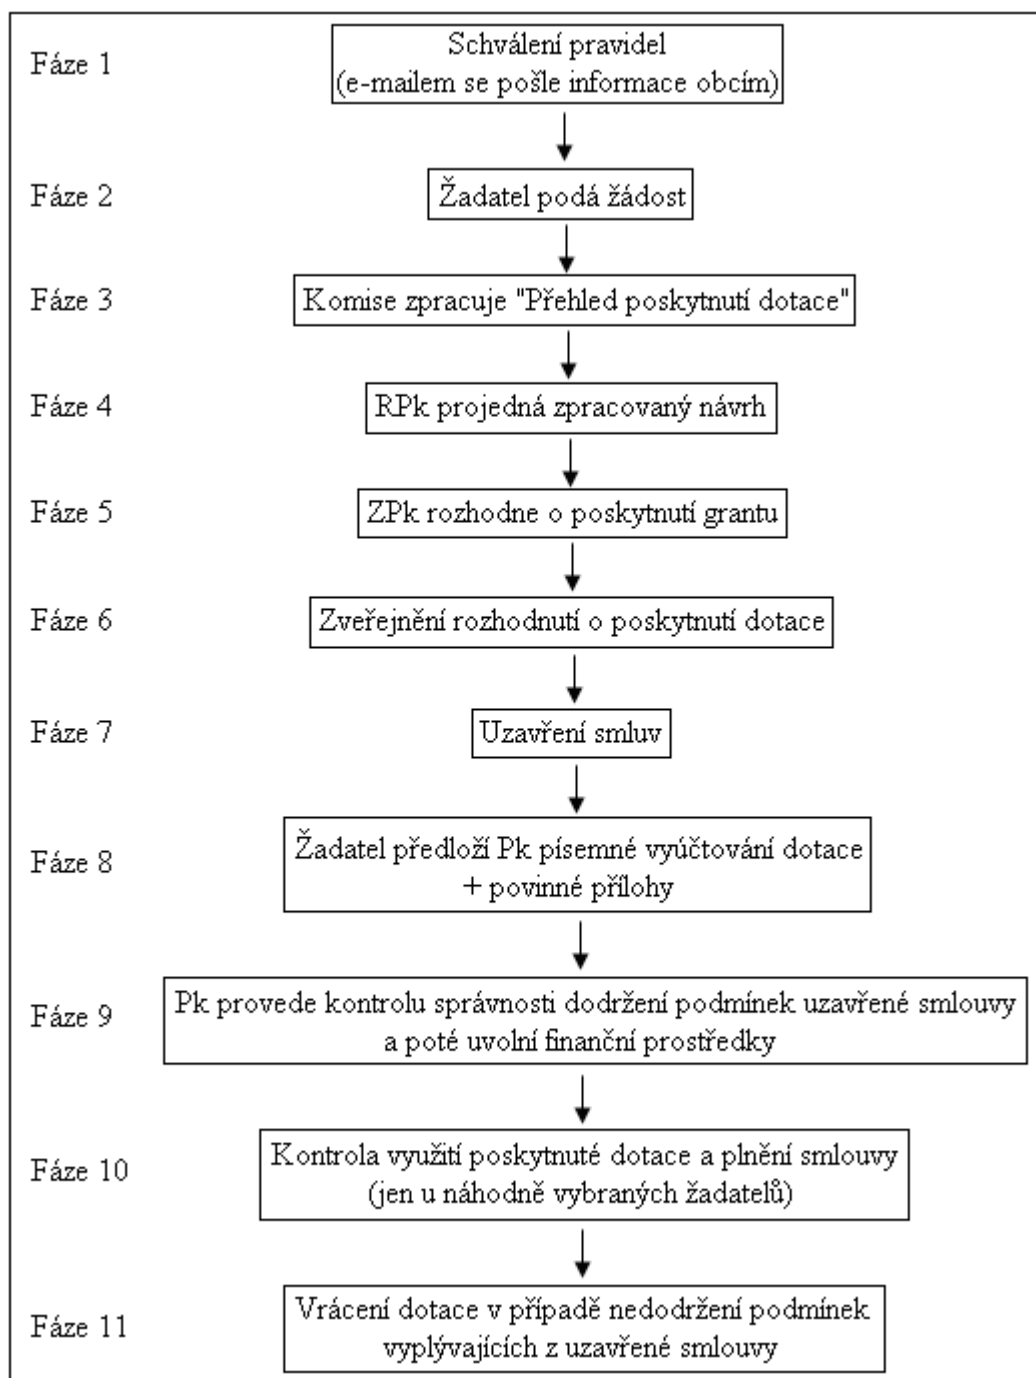 Fáze 1
Schválení pravidel
(e-mailem se pošle informace obcím)
Fáze 2
Žadatel podá žádost
Fáze 3
Komise zpracuje "Přehled poskytnutí dotace"
Fáze 4
RPk projedná zpracovaný návrh
Fáze 5
ZPk rozhodne o poskytnutí grantu
Fáze 6
Zveřejnění rozhodnutí o poskytnutí dotace
Fáze 7
Uzavření smluv
Fáze 8
Žadatel předloží Pk písemné vyúčtování dotace
+ povinné přílohy
Fáze 9
Pk provede kontrolu správnosti dodržení podmínek uzavřené smlouvy
a poté uvolní finanční prostředky
Fáze 10
Kontrola využití poskytnuté dotace a plnění smlouvy
(jen u náhodně vybraných žadatelů)
Fáze 11
Vrácení dotace v případě nedodržení podmínek
vyplývajících z uzavřené smlouvy